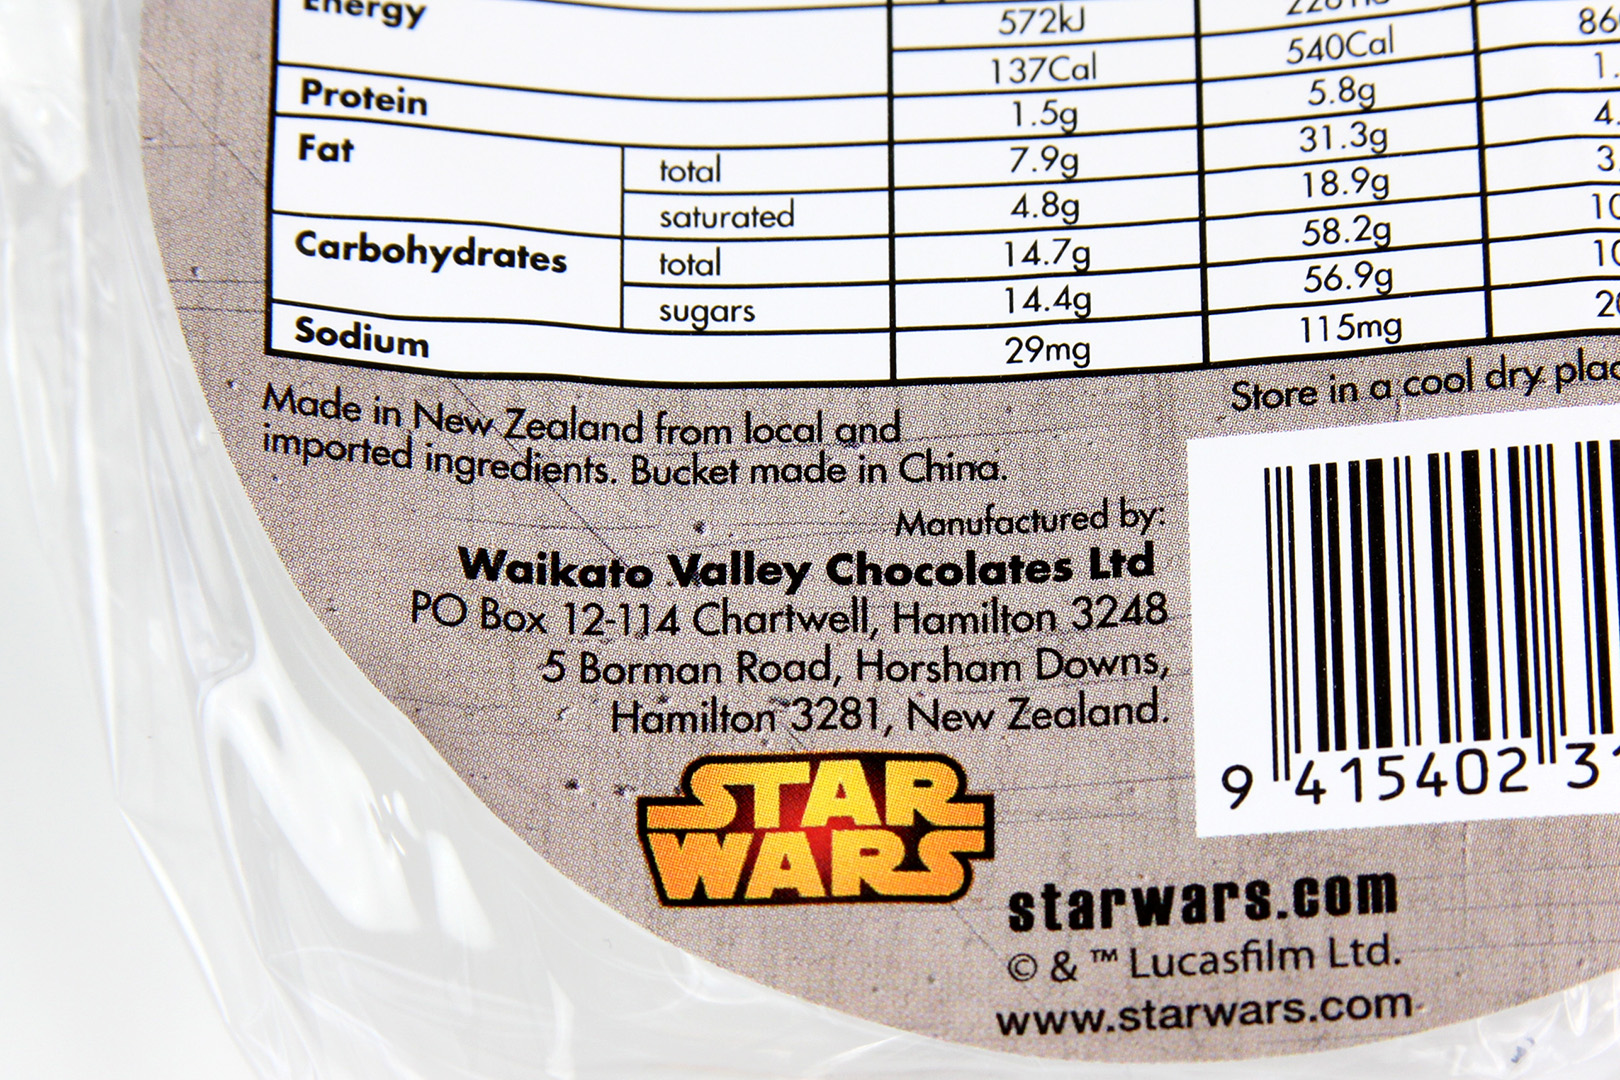 Energy 572kJ
137Cal 540Cal
Protein 1.5g 5.8g
Fat total 7.9g 31.3g
saturated 4.8g 18.9g
Carbohydrates total 14.7g 58.2g
sugars 14.4g 56.9g
Sodium 29mg 115mg
Store in a cool dry
Made in New Zealand from local and
imported ingredients. Bucket made in China.
Manufactured by:
Waikato Valley Chocolates Ltd
PO Box 12-114 Chartwell, Hamilton 3248
5 Borman Road, Horsham Downs,
Hamilton 3281, New Zealand.
9 415402 3
STAR
WARS
starwars.com
© & ™ Lucasfilm Ltd.
www.starwars.com